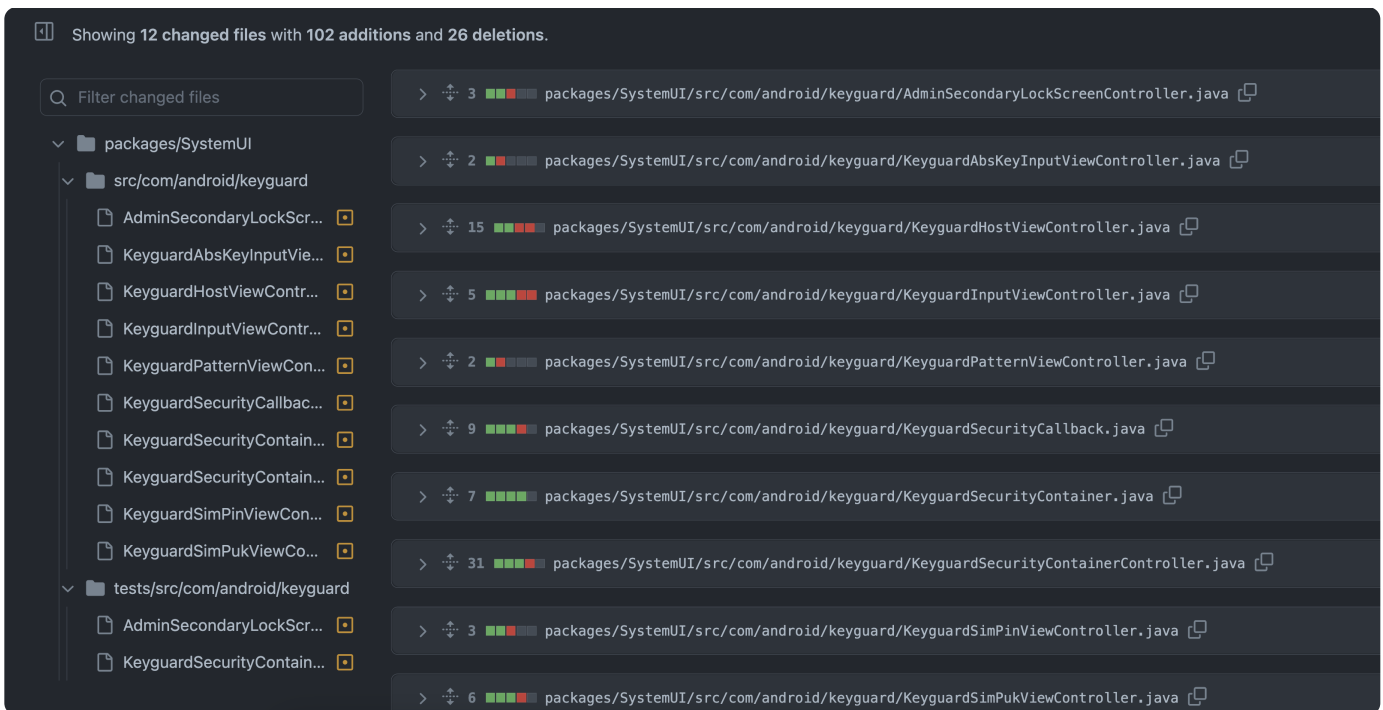 Showing 12 changed files with 102 additions and 26 deletions.
Filter changed files
packages/SystemUI
src/com/android/keyguard
AdminSecondaryLockScr...
KeyguardAbsKeyInputVie...
KeyguardHostViewContr...
KeyguardInputViewContr...
KeyguardPatternViewCon...
KeyguardSecurityCallbac...
KeyguardSecurityContain...
KeyguardSecurityContain...
KeyguardSimPinViewCon...
KeyguardSimPukViewCo...
tests/src/com/android/keyguard
AdminSecondaryLockScr...
KeyguardSecurityContain...
3 packages/SystemUI/src/com/android/keyguard/AdminSecondaryLockScreenController.java
2 packages/SystemUI/src/com/android/keyguard/KeyguardAbsKeyInputViewController.java
15 packages/SystemUI/src/com/android/keyguard/KeyguardHostViewController.java
5 packages/SystemUI/src/com/android/keyguard/KeyguardInputViewController.java
2 packages/SystemUI/src/com/android/keyguard/KeyguardPatternViewController.java
9 packages/SystemUI/src/com/android/keyguard/KeyguardSecurityCallback.java
7 packages/SystemUI/src/com/android/keyguard/KeyguardSecurityContainer.java
31 packages/SystemUI/src/com/android/keyguard/KeyguardSecurityContainerController.java
3 packages/SystemUI/src/com/android/keyguard/KeyguardSimPinViewController.java
6 packages/SystemUI/src/com/android/keyguard/KeyguardSimPukViewController.java